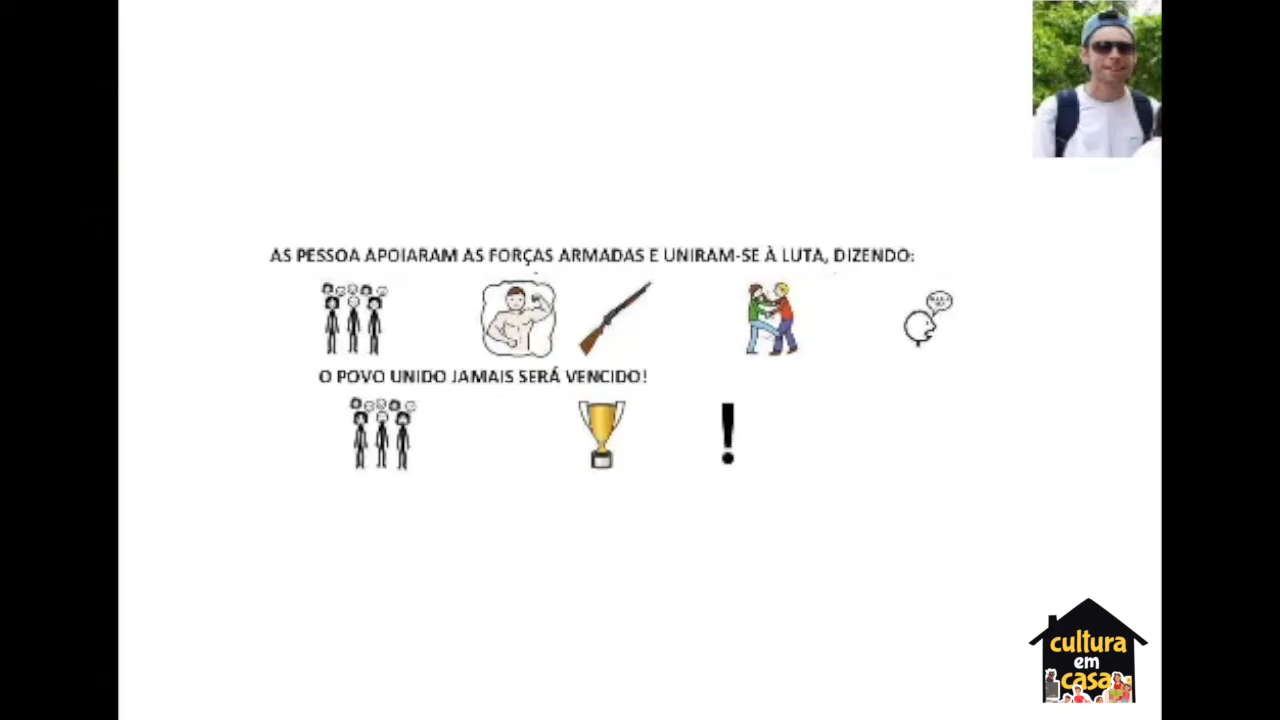 AS PESSOA APOIARAM AS FORÇAS ARMADAS E UNIRAM-SE À LUTA, DIZENDO:
O POVO UNIDO JAMAIS SERÁ VENCIDO!
cultura
em
casa